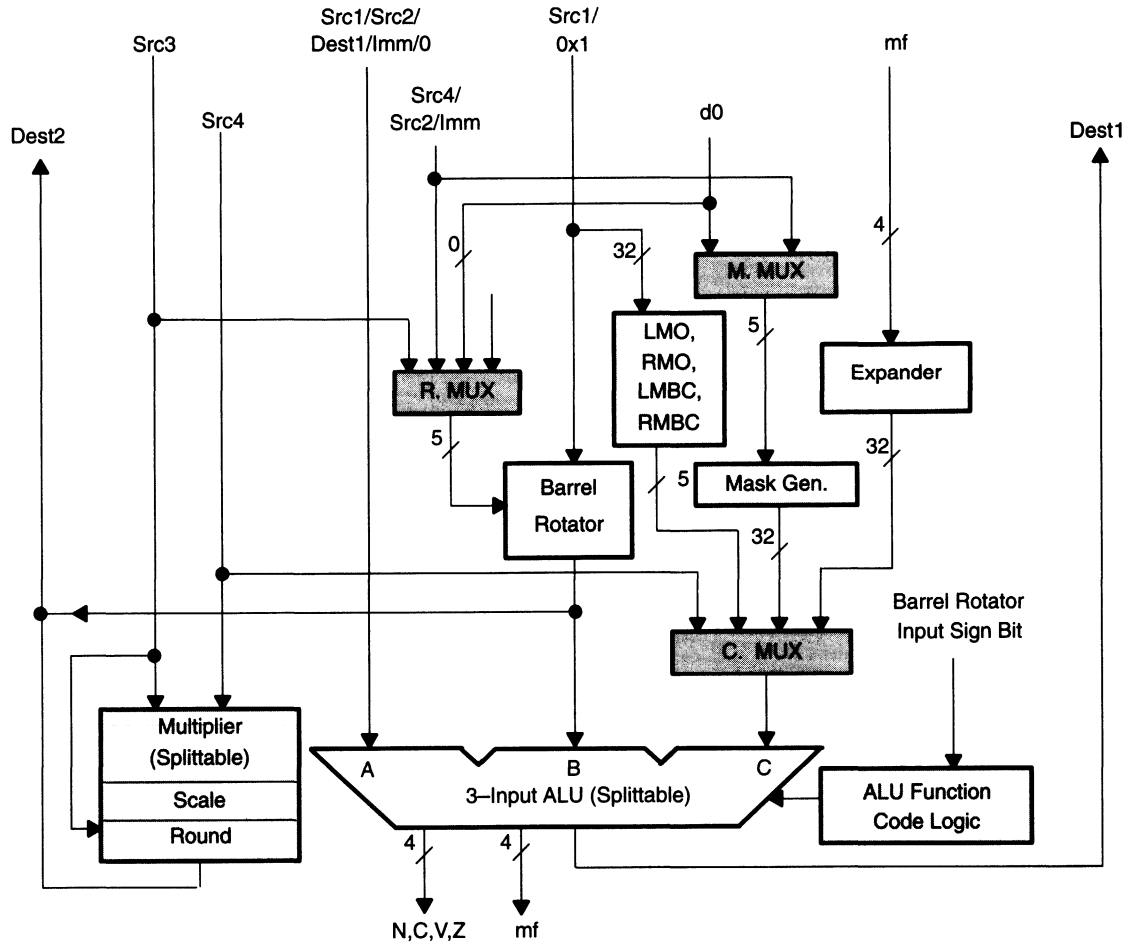 Src1/Src2/
Dest1/Imm/0
Src1/
0x1
Src3
mf
Src4/
Src2/Imm
d0
Src4
Dest2
Dest1
4
0
32
M. MUX
5
LMO,
RMO,
LMBC,
RMBC
Expander
R. MUX
5
32
5
Mask Gen.
Barrel
Rotator
32
Barrel Rotator
Input Sign Bit
C. MUX
Multiplier
(Splittable)
Scale
Round
A
B
C
3–Input ALU (Splittable)
ALU Function
Code Logic
4
4
N,C,V,Z
mf